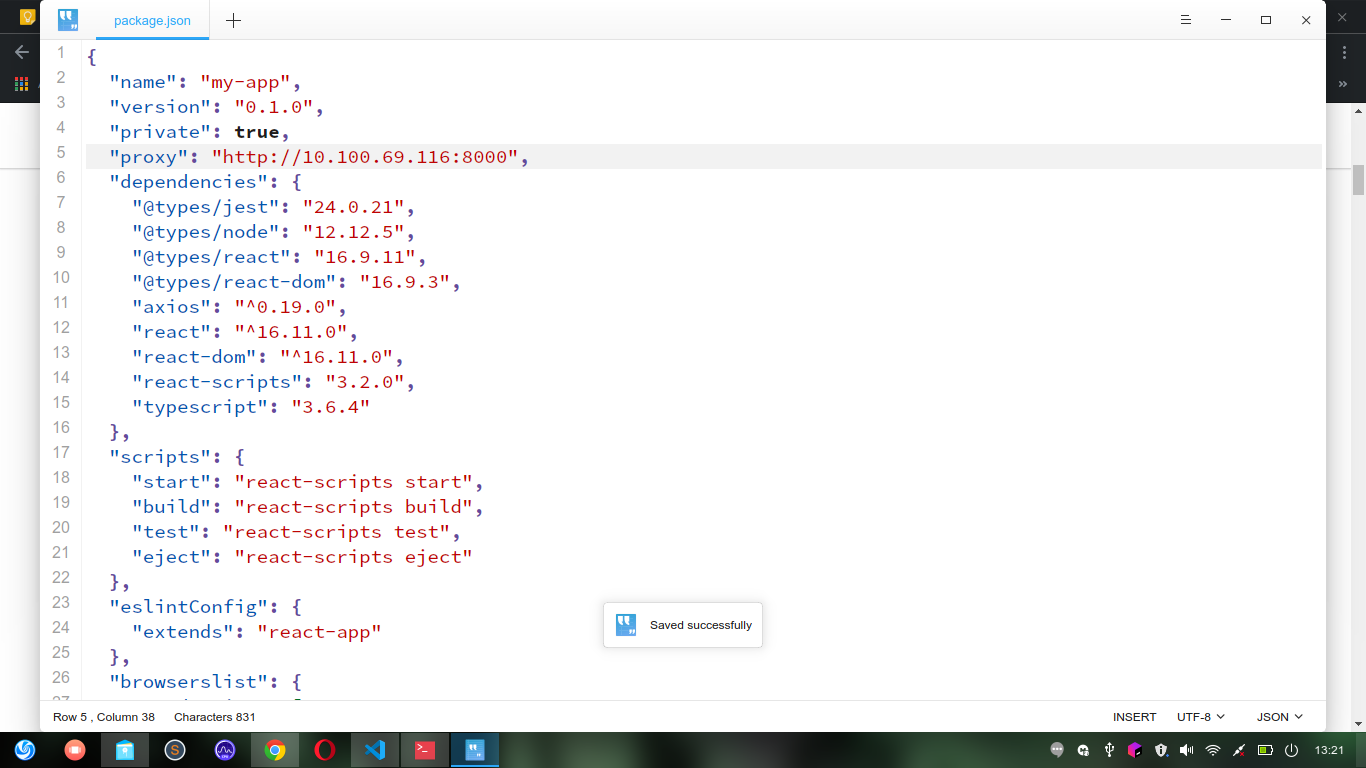 package.json
1 {
2 "name": "my-app",
3 "version": "0.1.0",
4 "private": true,
5 "proxy": "http://10.100.69.116:8000",
6 "dependencies": {
7 "@types/jest": "24.0.21",
8 "@types/node": "12.12.5",
9 "@types/react": "16.9.11",
10 "@types/react-dom": "16.9.3",
11 "axios": "^0.19.0",
12 "react": "^16.11.0",
13 "react-dom": "^16.11.0",
14 "react-scripts": "3.2.0",
15 "typescript": "3.6.4"
16 },
17 "scripts": {
18 "start": "react-scripts start",
19 "build": "react-scripts build",
20 "test": "react-scripts test",
21 "eject": "react-scripts eject"
22 },
23 "eslintConfig": {
24 "extends": "react-app"
25 },
26 "browserslist": {
Saved successfully
Row 5 , Column 38 Characters 831 INSERT UTF-8 JSON
13:21